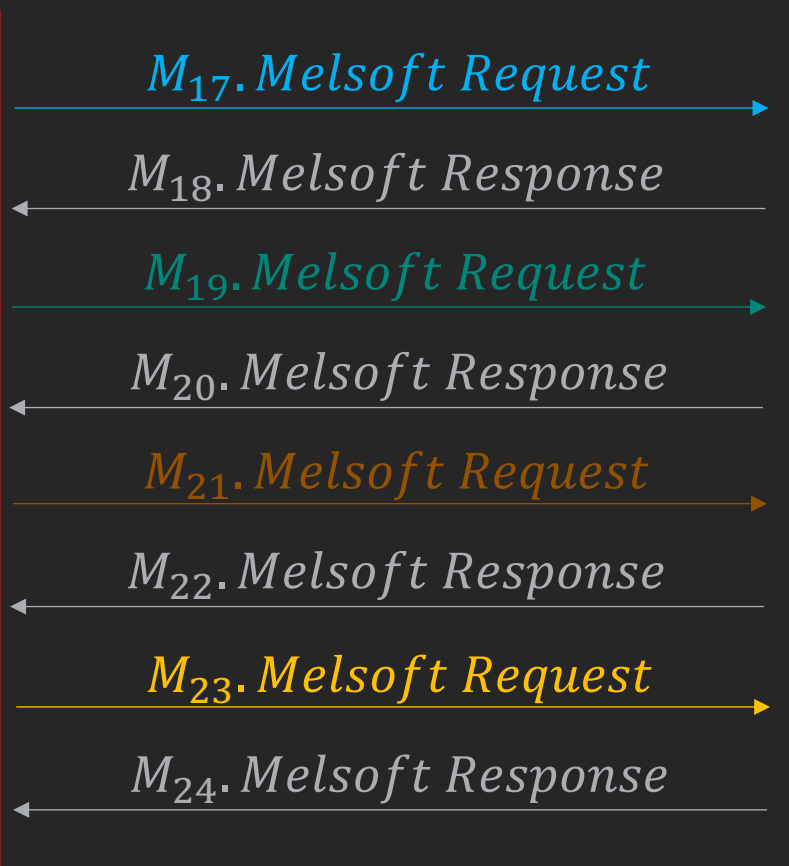 M₁₇. Melsoft Request
M₁₈. Melsoft Response
M₁₉. Melsoft Request
M₂₀. Melsoft Response
M₂₁. Melsoft Request
M₂₂. Melsoft Response
M₂₃. Melsoft Request
M₂₄. Melsoft Response